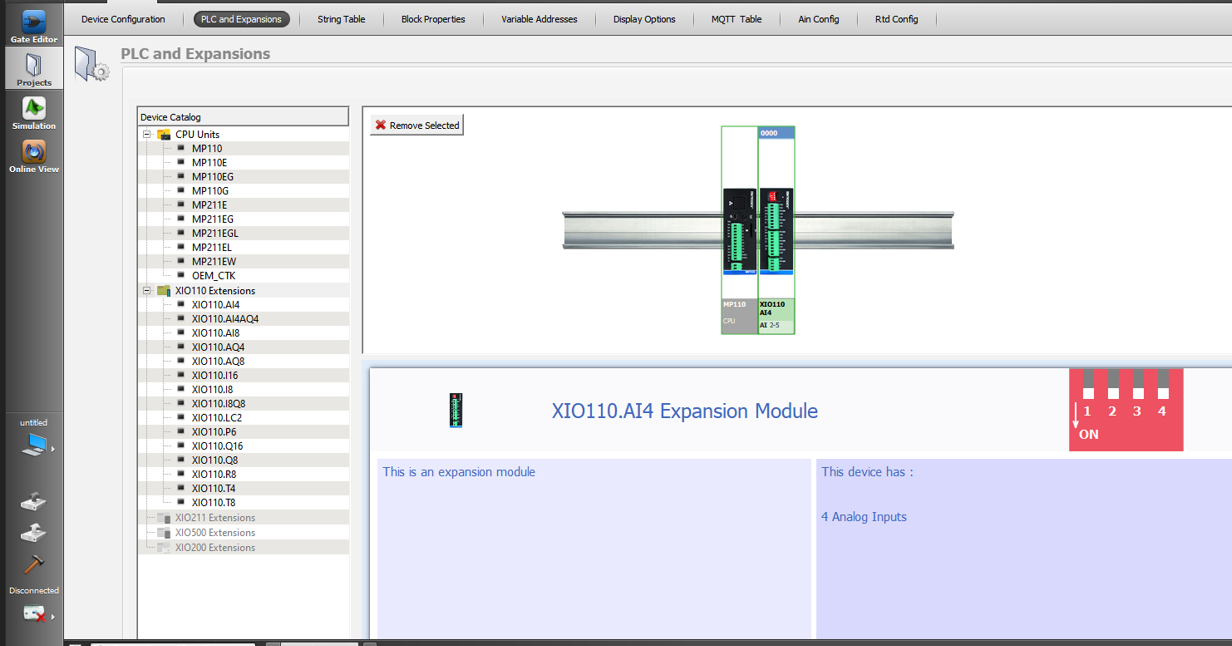 Device Configuration
PLC and Expansions
String Table
Block Properties
Variable Addresses
Display Options
MQTT Table
Ain Config
Rtd Config
Gate Editor
Projects
Simulation
Online View
untitled
Disconnected
PLC and Expansions
Device Catalog
CPU Units
MP110
MP110E
MP110EG
MP110G
MP211E
MP211EG
MP211EGL
MP211EL
MP211EW
OEM_CTK
XIO110 Extensions
XIO110.AI4
XIO110.AI4AQ4
XIO110.AI8
XIO110.AQ4
XIO110.AQ8
XIO110.I16
XIO110.I8
XIO110.I8Q8
XIO110.LC2
XIO110.P6
XIO110.Q16
XIO110.Q8
XIO110.R8
XIO110.T4
XIO110.T8
XIO211 Extensions
XIO500 Extensions
XIO200 Extensions
Remove Selected
0000
MP110
CPU
XIO110
AI4
AI 2-5
XIO110.AI4 Expansion Module
1 2 3 4
ON
This is an expansion module
This device has :
4 Analog Inputs